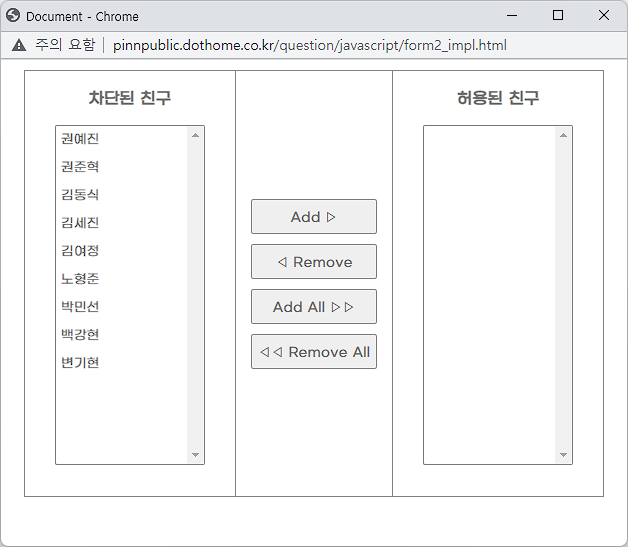 Document - Chrome
주의 요함 pinnpublic.dothome.co.kr/question/javascript/form2_impl.html
차단된 친구
권예진
권준혁
김동식
김세진
김여정
노형준
박민선
백강현
변기현
Add ▷
◁ Remove
Add All ▷▷
◁◁ Remove All
허용된 친구